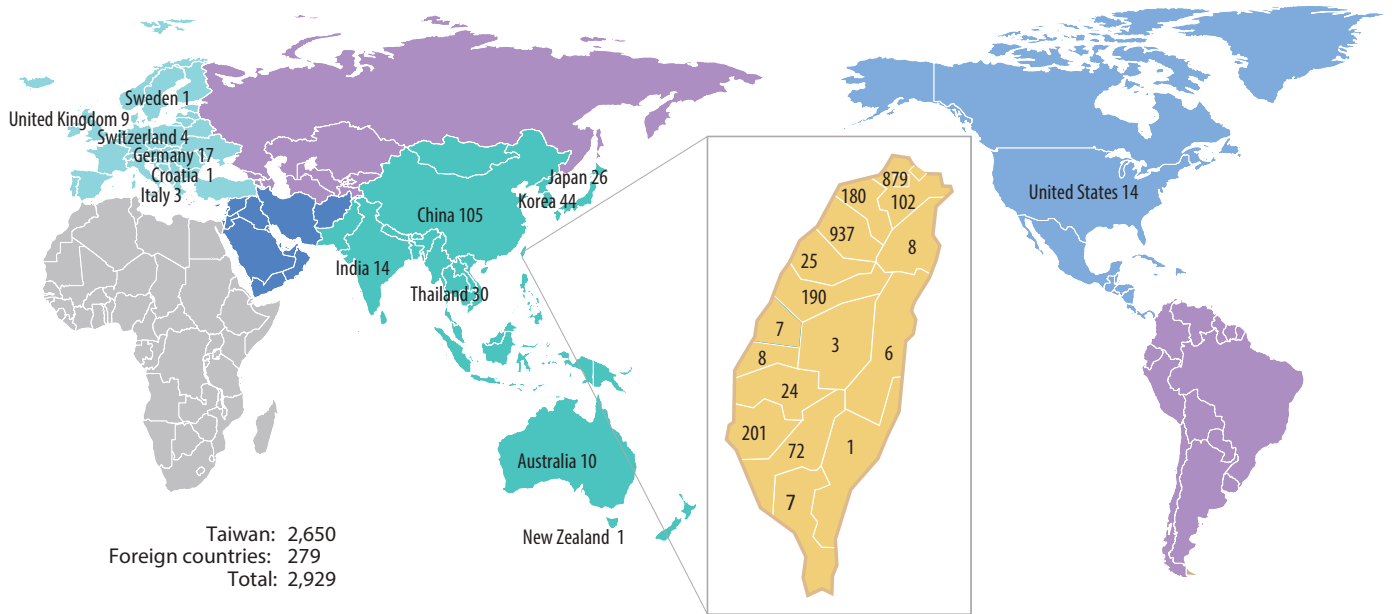 Sweden 1
United Kingdom 9
Switzerland 4
Germany 17
Croatia 1
Italy 3
Japan 26
Korea 44
China 105
India 14
Thailand 30
Australia 10
New Zealand 1
United States 14
879
180
102
937
8
25
190
7
3
6
8
24
201
72
1
7
Taiwan: 2,650
Foreign countries: 279
Total: 2,929